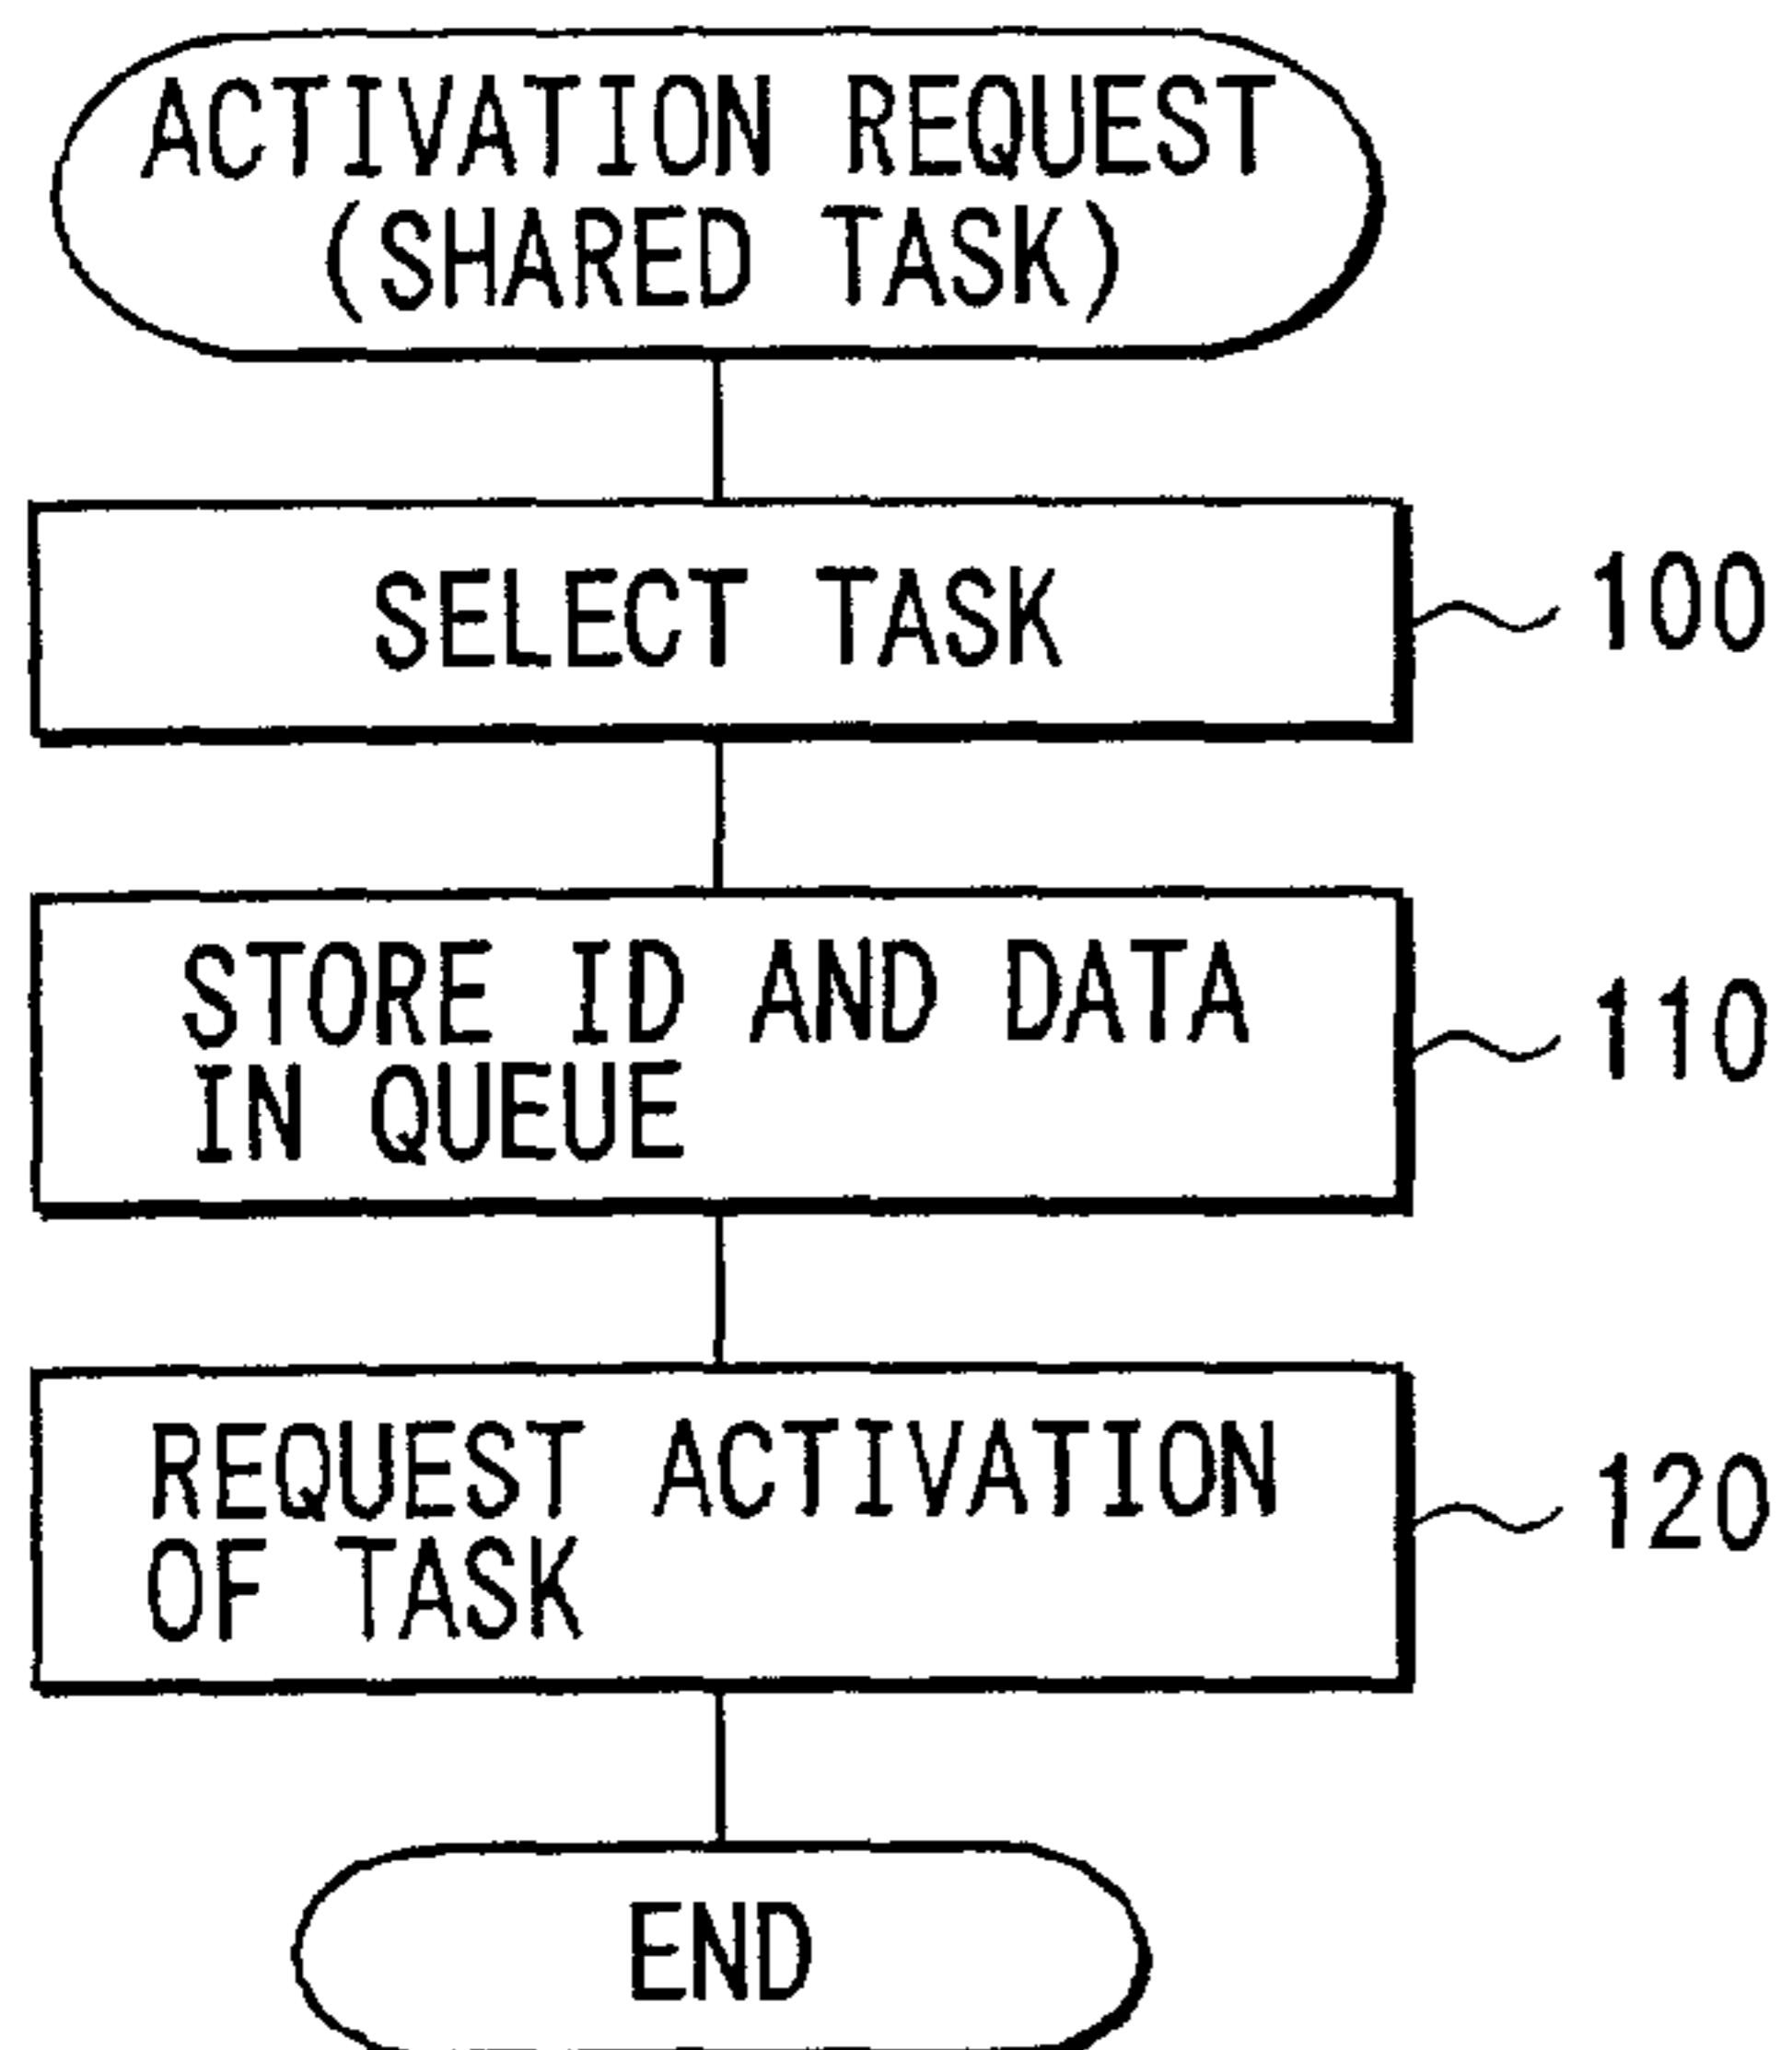 ACTIVATION REQUEST
(SHARED TASK)
SELECT TASK
100
STORE ID AND DATA
IN QUEUE
110
REQUEST ACTIVATION
OF TASK
120
END